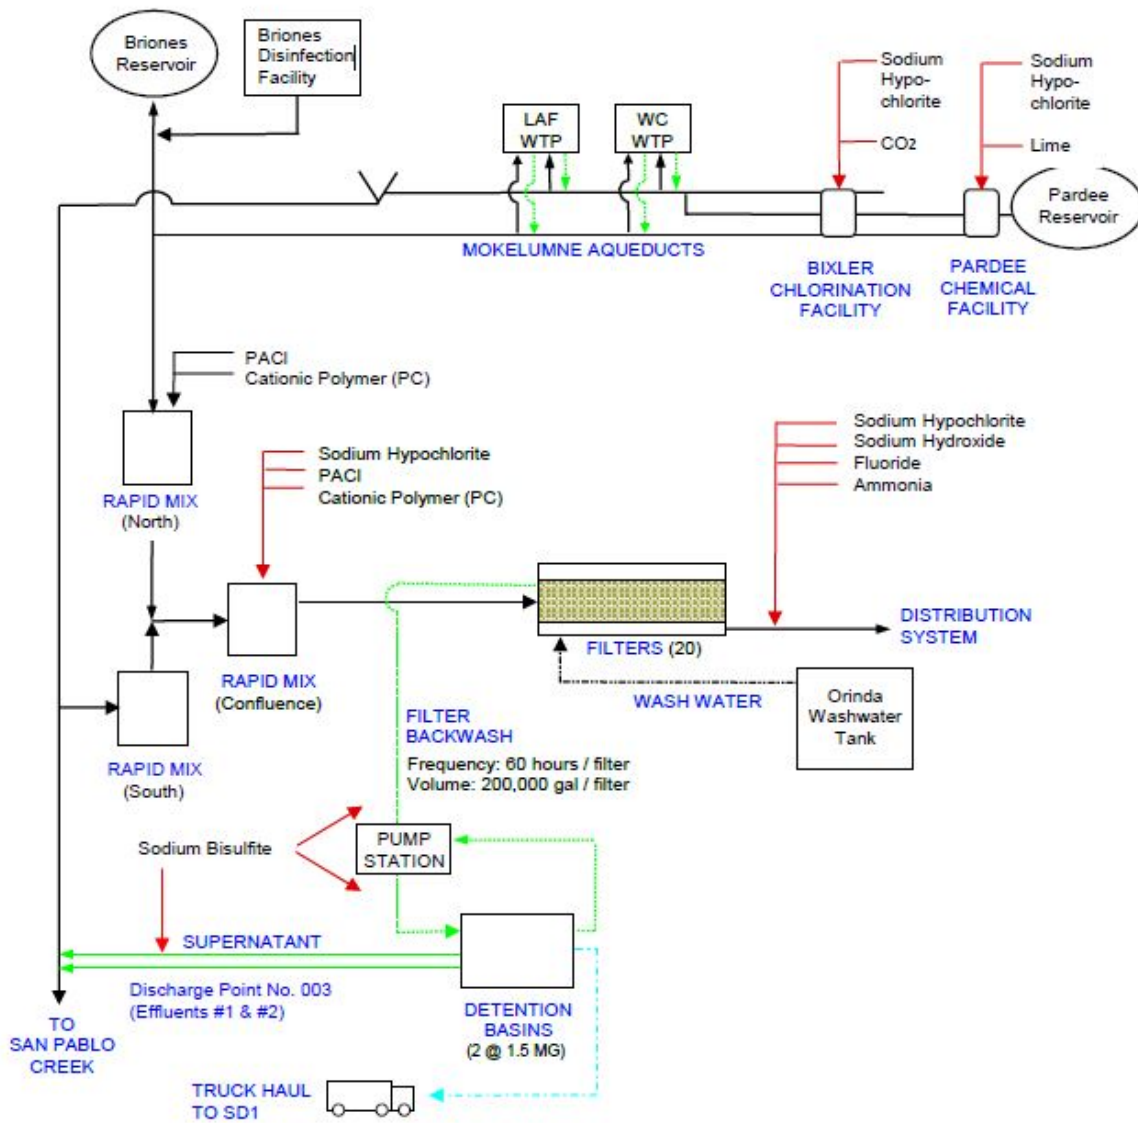 Briones
Reservoir
Briones
Disinfection
Facility
LAF
WTP
WC
WTP
Sodium
Hypo-
chlorite
CO2
Sodium
Hypo-
chlorite
Lime
Pardee
Reservoir
MOKELUMNE AQUEDUCTS
BIXLER
CHLORINATION
FACILITY
PARDEE
CHEMICAL
FACILITY
PACl
Cationic Polymer (PC)
RAPID MIX
(North)
Sodium Hypochlorite
PACl
Cationic Polymer (PC)
Sodium Hypochlorite
Sodium Hydroxide
Fluoride
Ammonia
RAPID MIX
(Confluence)
FILTERS (20)
DISTRIBUTION
SYSTEM
WASH WATER
Orinda
Washwater
Tank
RAPID MIX
(South)
FILTER
BACKWASH
Frequency: 60 hours / filter
Volume: 200,000 gal / filter
Sodium Bisulfite
PUMP
STATION
SUPERNATANT
Discharge Point No. 003
(Effluents #1 & #2)
DETENTION
BASINS
(2 @ 1.5 MG)
TO
SAN PABLO
CREEK
TRUCK HAUL
TO SD1